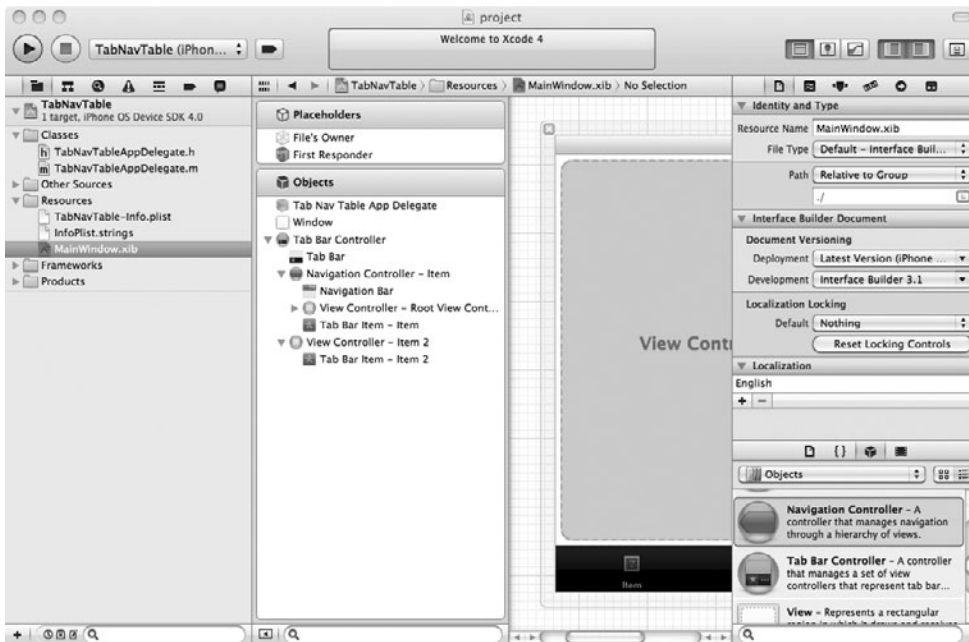 project
TabNavTable (iPhon...
Welcome to Xcode 4
TabNavTable
1 target, iPhone OS Device SDK 4.0
Classes
h TabNavTableAppDelegate.h
m TabNavTableAppDelegate.m
Other Sources
Resources
TabNavTable-Info.plist
InfoPlist.strings
MainWindow.xib
Frameworks
Products
TabNavTable
Resources
MainWindow.xib
No Selection
Placeholders
File's Owner
First Responder
Objects
Tab Nav Table App Delegate
Window
Tab Bar Controller
Tab Bar
Navigation Controller – Item
Navigation Bar
View Controller – Root View Cont...
Tab Bar Item – Item
View Controller – Item 2
Tab Bar Item – Item 2
View Contr
Item
Identity and Type
Resource Name MainWindow.xib
File Type Default – Interface Buil...
Path Relative to Group
./
Interface Builder Document
Document Versioning
Deployment Latest Version (iPhone ...
Development Interface Builder 3.1
Localization Locking
Default Nothing
Reset Locking Controls
Localization
English
+ −
{}
Objects
Navigation Controller – A
controller that manages navigation
through a hierarchy of views.
Tab Bar Controller – A controller
that manages a set of view
controllers that represent tab bar...
View – Represents a rectangular